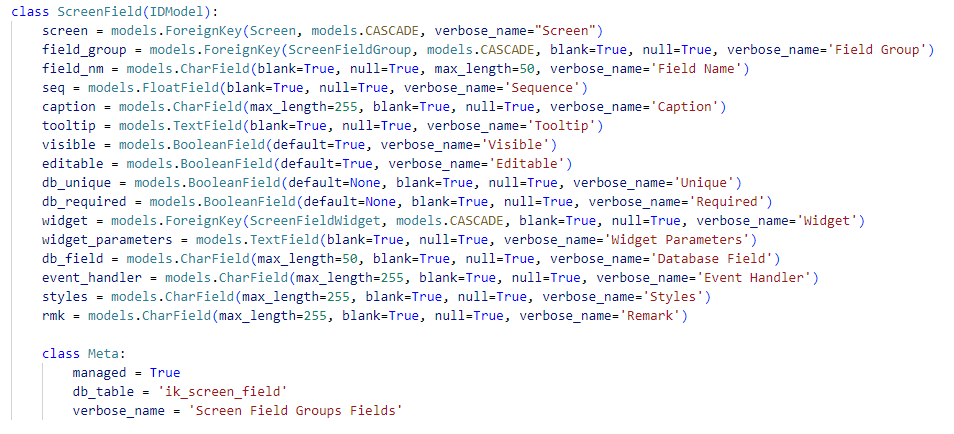 class ScreenField(IDModel):
    screen = models.ForeignKey(Screen, models.CASCADE, verbose_name="Screen")
    field_group = models.ForeignKey(ScreenFieldGroup, models.CASCADE, blank=True, null=True, verbose_name='Field Group')
    field_nm = models.CharField(blank=True, null=True, max_length=50, verbose_name='Field Name')
    seq = models.FloatField(blank=True, null=True, verbose_name='Sequence')
    caption = models.CharField(max_length=255, blank=True, null=True, verbose_name='Caption')
    tooltip = models.TextField(blank=True, null=True, verbose_name='Tooltip')
    visible = models.BooleanField(default=True, verbose_name='Visible')
    editable = models.BooleanField(default=True, verbose_name='Editable')
    db_unique = models.BooleanField(default=None, blank=True, null=True, verbose_name='Unique')
    db_required = models.BooleanField(default=None, blank=True, null=True, verbose_name='Required')
    widget = models.ForeignKey(ScreenFieldWidget, models.CASCADE, blank=True, null=True, verbose_name='Widget')
    widget_parameters = models.TextField(blank=True, null=True, verbose_name='Widget Parameters')
    db_field = models.CharField(max_length=50, blank=True, null=True, verbose_name='Database Field')
    event_handler = models.CharField(max_length=255, blank=True, null=True, verbose_name='Event Handler')
    styles = models.CharField(max_length=255, blank=True, null=True, verbose_name='Styles')
    rmk = models.CharField(max_length=255, blank=True, null=True, verbose_name='Remark')

    class Meta:
        managed = True
        db_table = 'ik_screen_field'
        verbose_name = 'Screen Field Groups Fields'